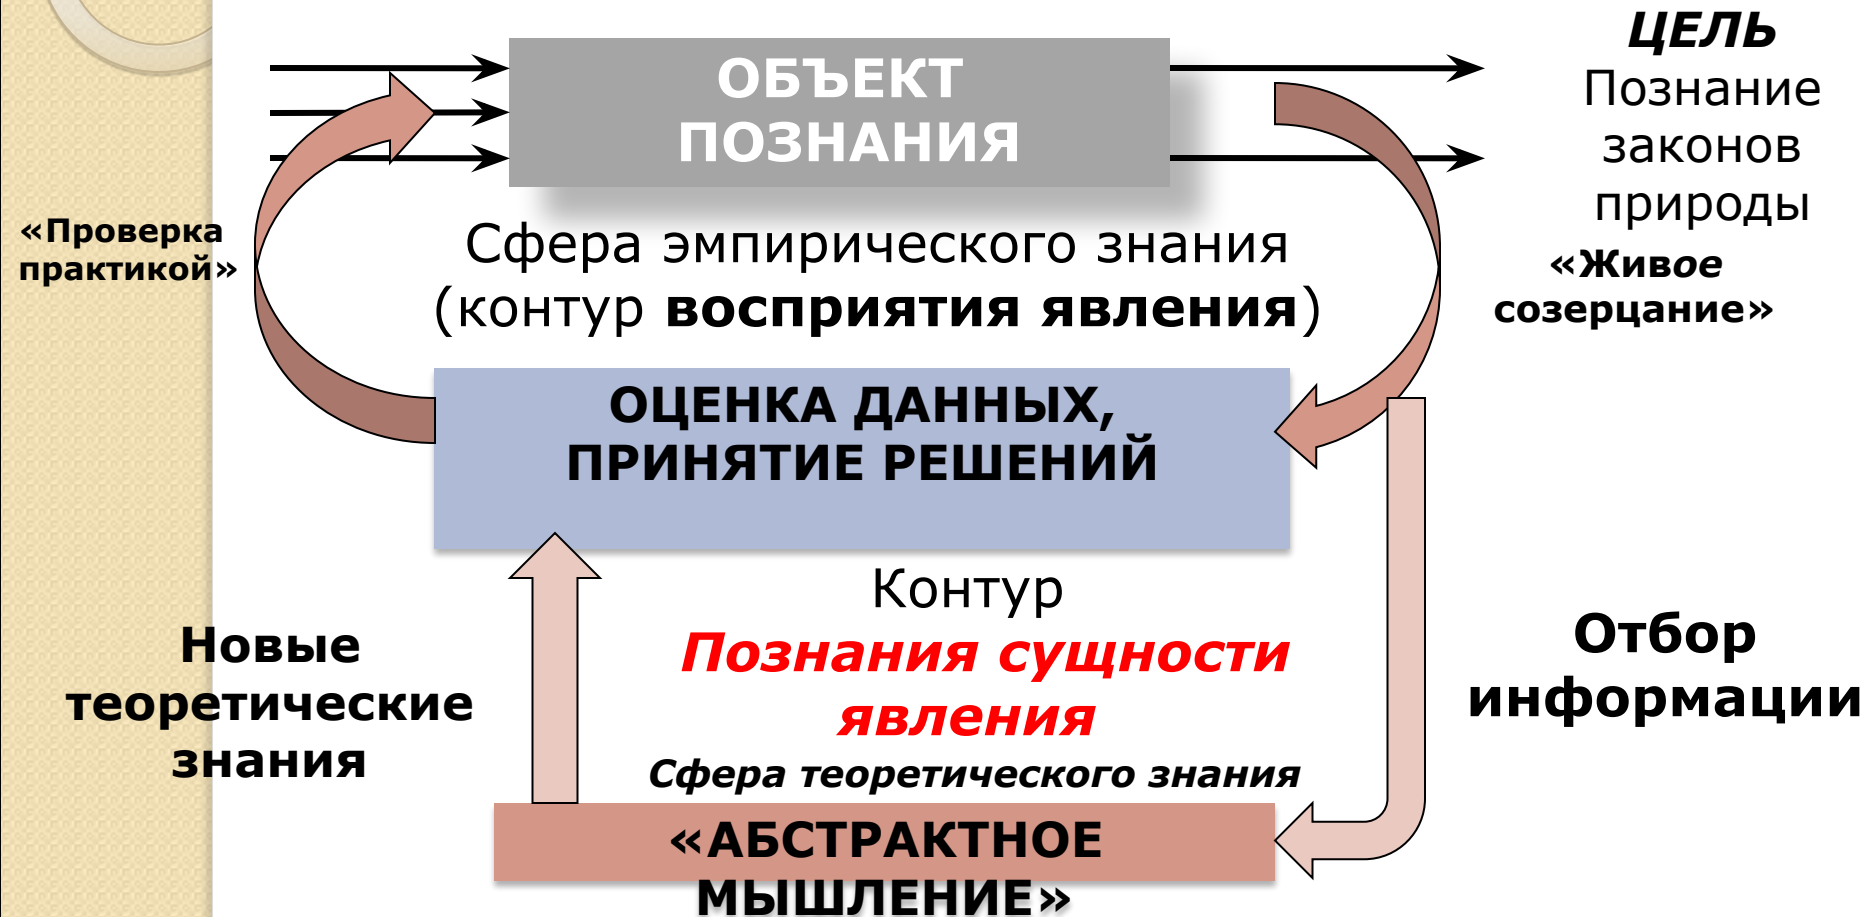 ЦЕЛЬ
Познание
законов
природы
ОБЪЕКТ
ПОЗНАНИЯ
«Проверка
практикой»
Сфера эмпирического знания
(контур восприятия явления)
«Живое
созерцание»
ОЦЕНКА ДАННЫХ,
ПРИНЯТИЕ РЕШЕНИЙ
Новые
теоретические
знания
Контур
Познания сущности
явления
Сфера теоретического знания
Отбор
информации
«АБСТРАКТНОЕ
МЫШЛЕНИЕ»